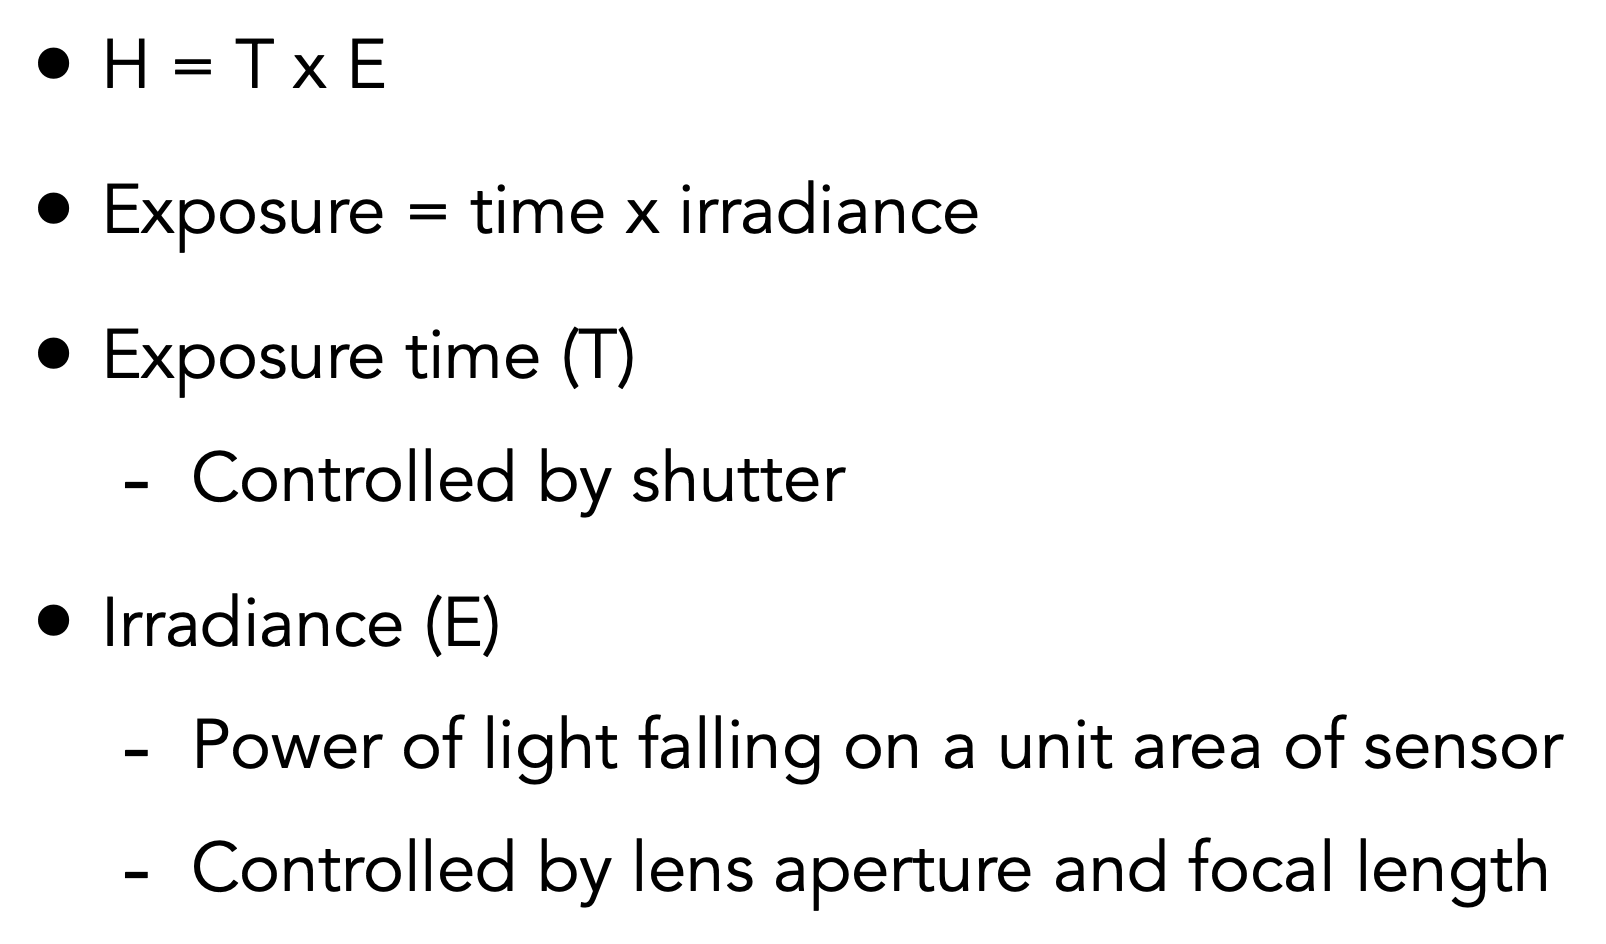 • H = T x E
• Exposure = time x irradiance
• Exposure time (T)
- Controlled by shutter
• Irradiance (E)
- Power of light falling on a unit area of sensor
- Controlled by lens aperture and focal length